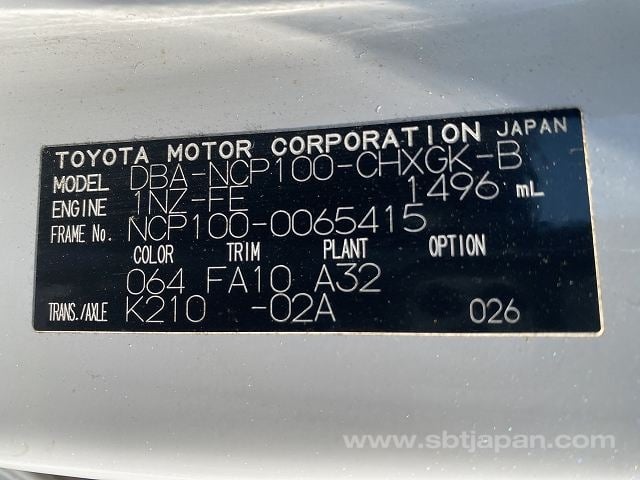 TOYOTA MOTOR CORPORATION JAPAN
MODEL DBA-NCP100-CHXGK-B
ENGINE 1NZ-FE 1496 mL
FRAME No. NCP100-0065415
COLOR TRIM PLANT OPTION
064 FA10 A32
TRANS./AXLE K210 -02A 026
www.sbtjapan.com